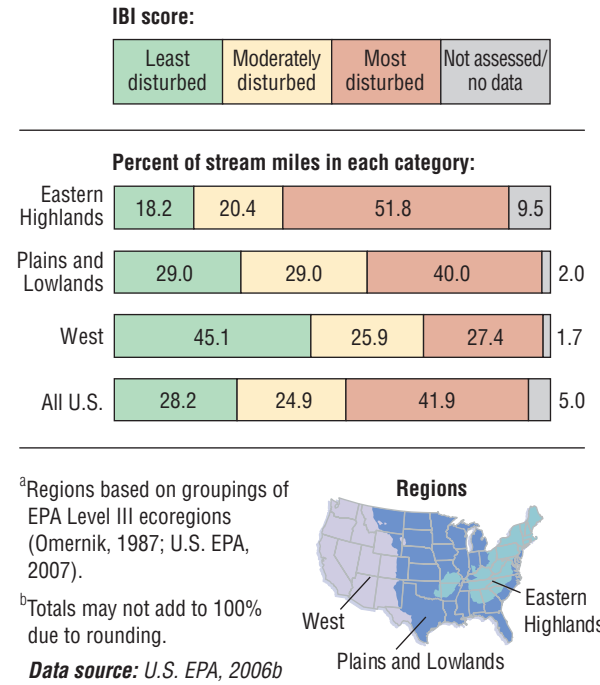 IBI score:
Least disturbed
Moderately disturbed
Most disturbed
Not assessed/ no data
Percent of stream miles in each category:
Eastern Highlands
18.2 20.4 51.8 9.5
Plains and Lowlands
29.0 29.0 40.0 2.0
West
45.1 25.9 27.4 1.7
All U.S.
28.2 24.9 41.9 5.0
aRegions based on groupings of
EPA Level III ecoregions
(Omernik, 1987; U.S. EPA,
2007).
bTotals may not add to 100%
due to rounding.
Data source: U.S. EPA, 2006b
Regions
West
Plains and Lowlands
Eastern
Highlands